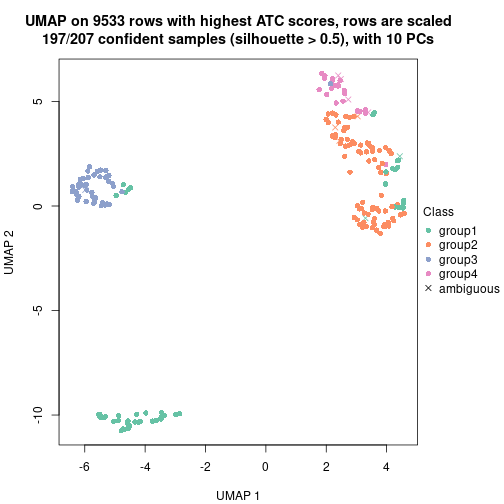 UMAP on 9533 rows with highest ATC scores, rows are scaled
197/207 confident samples (silhouette > 0.5), with 10 PCs
5
0
-5
-10
UMAP 2
-6
-4
-2
0
2
4
UMAP 1
Class
group1
group2
group3
group4
ambiguous